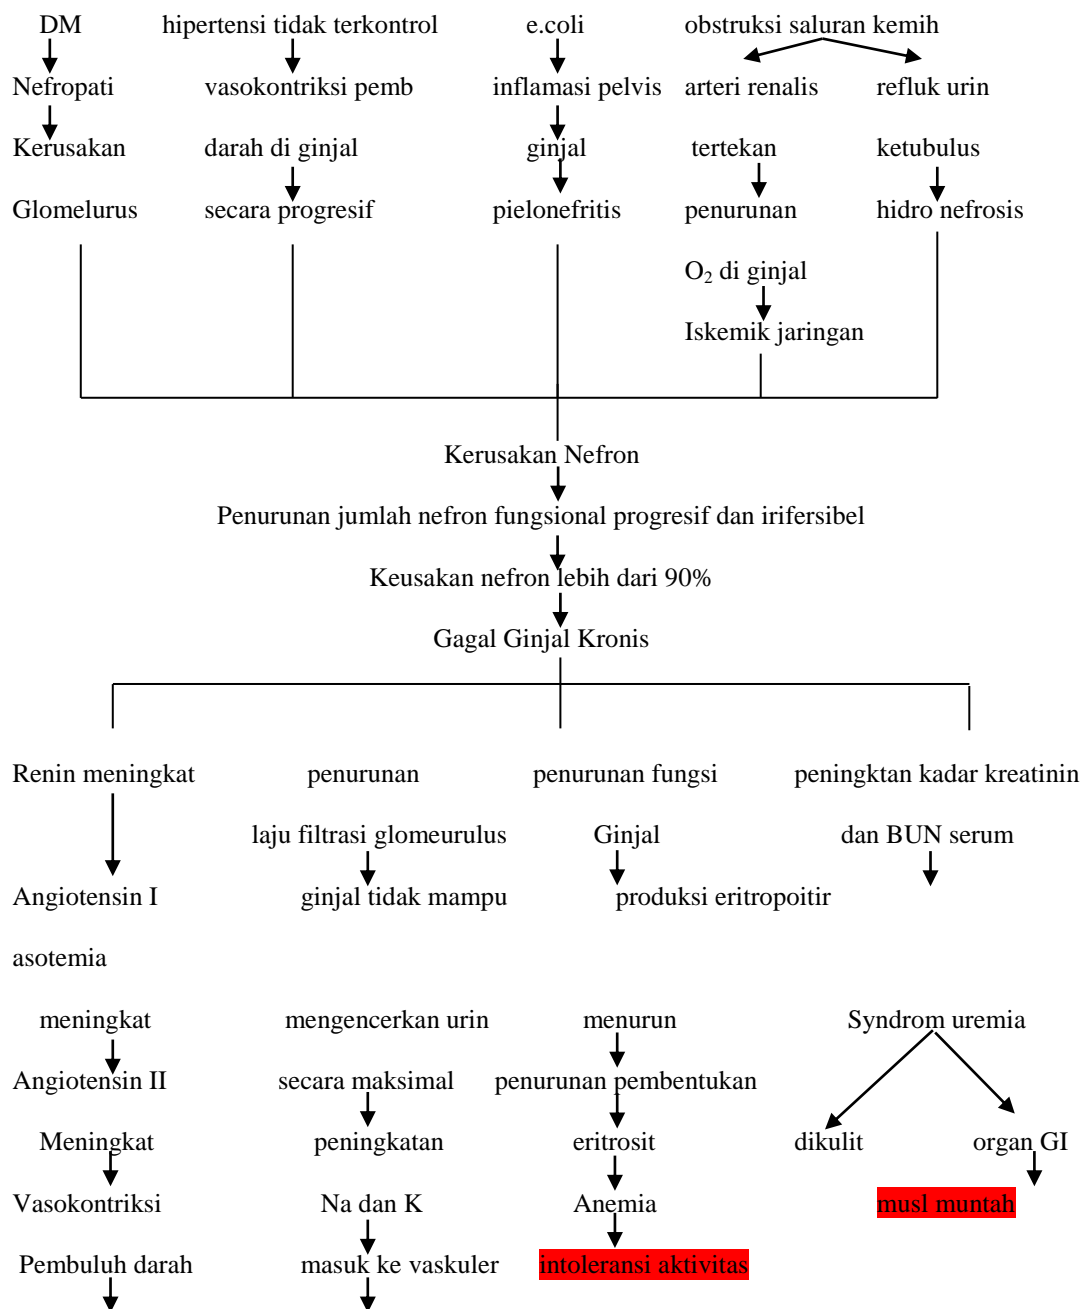 DM hipertensi tidak terkontrol e.coli obstruksi saluran kemih
Nefropati vasokontriksi pemb inflamasi pelvis arteri renalis refluk urin
Kerusakan darah di ginjal ginjal tertekan ketubulus
Glomelurus secara progresif pielonefritis penurunan hidro nefrosis
O₂ di ginjal
Iskemik jaringan
Kerusakan Nefron
Penurunan jumlah nefron fungsional progresif dan irifersibel
Keusakan nefron lebih dari 90%
Gagal Ginjal Kronis
Renin meningkat penurunan penurunan fungsi peningktan kadar kreatinin
laju filtrasi glomeurulus Ginjal dan BUN serum
Angiotensin I ginjal tidak mampu produksi eritropoitir
asotemia
meningkat mengencerkan urin menurun Syndrom uremia
Angiotensin II secara maksimal penurunan pembentukan
Meningkat peningkatan eritrosit dikulit organ GI
Vasokontriksi Na dan K Anemia musl muntah
Pembuluh darah masuk ke vaskuler intoleransi aktivitas